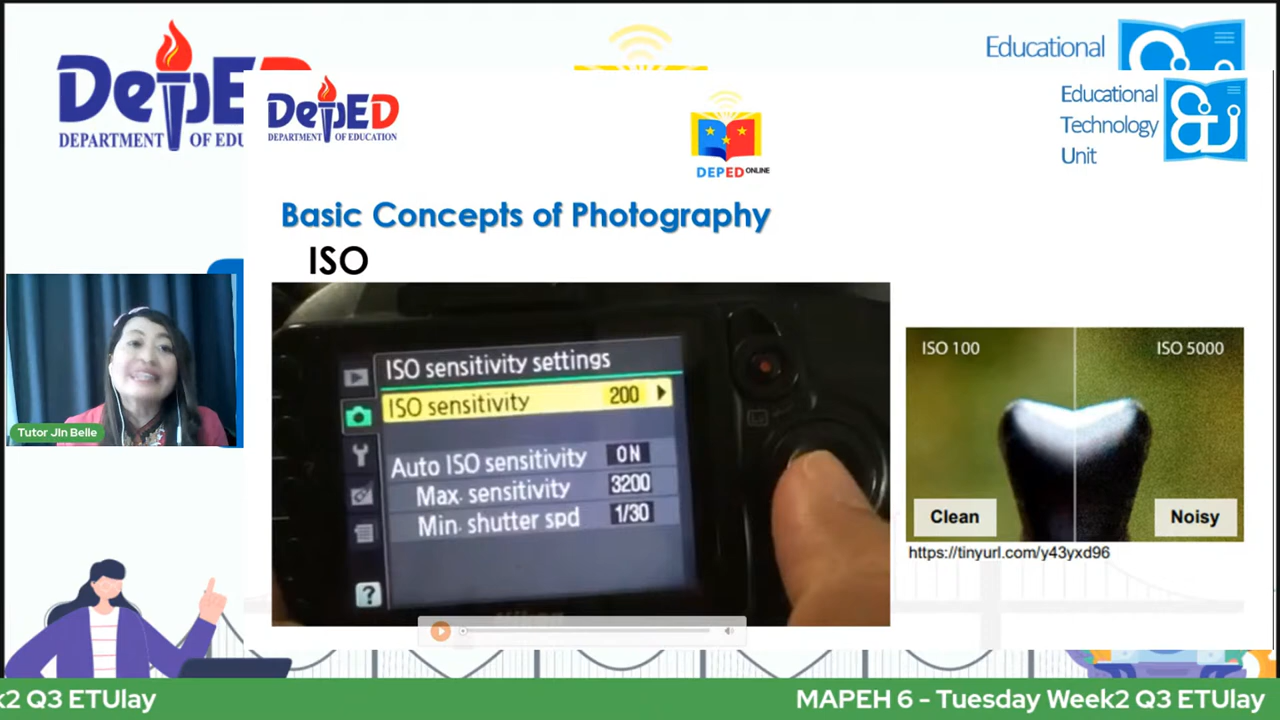 DepE
DEPARTMENT OF EDU
Educational
DepED
DEPARTMENT OF EDUCATION
DEPED ONLINE
Educational
Technology
Unit
Basic Concepts of Photography
ISO
ISO sensitivity settings
ISO sensitivity 200
Auto ISO sensitivity ON
Max. sensitivity 3200
Min. shutter spd 1/30
?
ISO 100
ISO 5000
Clean
Noisy
https://tinyurl.com/y43yxd96
Tutor JIn Belle
k2 Q3 ETUlay
MAPEH 6 - Tuesday Week2 Q3 ETUlay